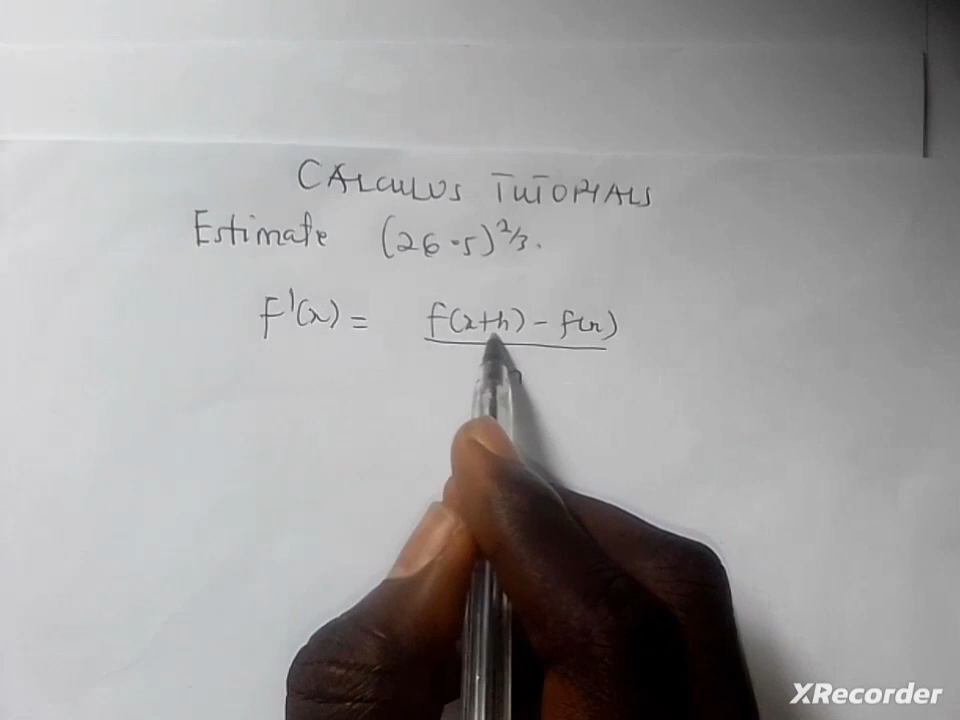 CALCULUS TUTORIALS
Estimate (26.5)^2/3.
F'(x) = f(x+h) - f(x)
XRecorder